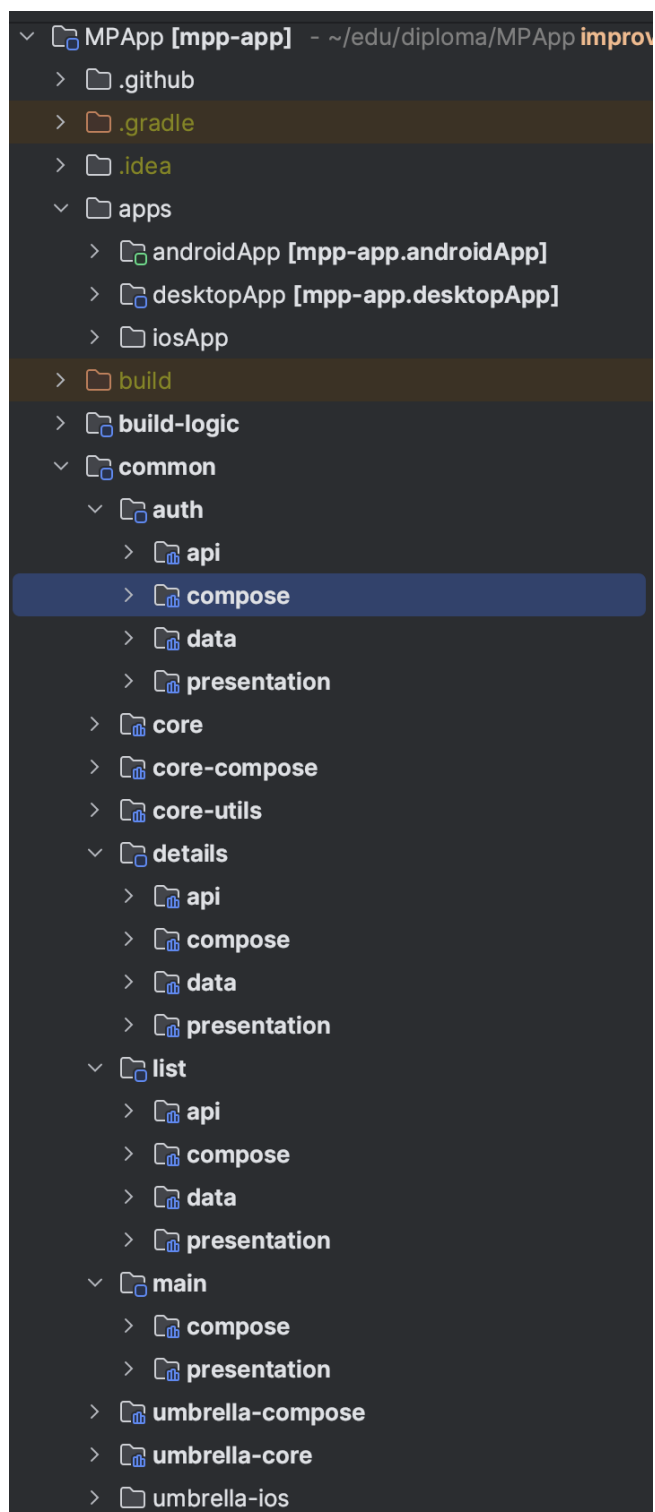 MPApp [mpp-app] - ~/edu/diploma/MPApp improv
.github
.gradle
.idea
apps
androidApp [mpp-app.androidApp]
desktopApp [mpp-app.desktopApp]
iosApp
build
build-logic
common
auth
api
compose
data
presentation
core
core-compose
core-utils
details
api
compose
data
presentation
list
api
compose
data
presentation
main
compose
presentation
umbrella-compose
umbrella-core
umbrella-ios